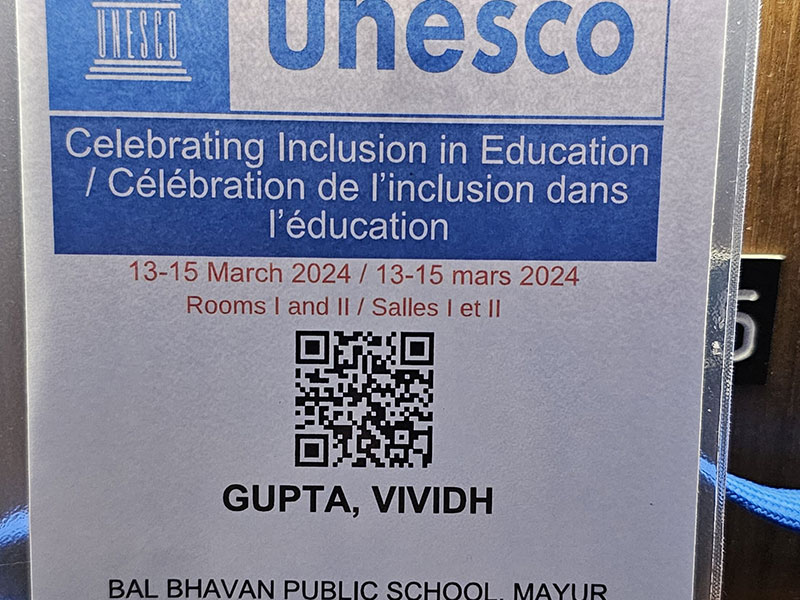 UNESCO
Unesco
Celebrating Inclusion in Education
/ Célébration de l'inclusion dans
l'éducation
13-15 March 2024 / 13-15 mars 2024
Rooms I and II / Salles I et II
GUPTA, VIVIDH
BAL BHAVAN PUBLIC SCHOOL, MAYUR